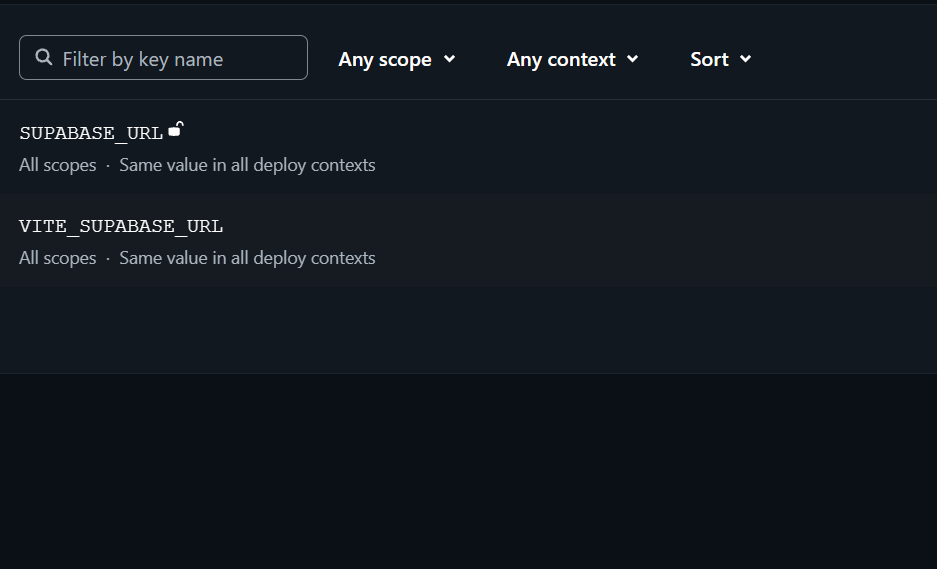 Filter by key name
Any scope
Any context
Sort
SUPABASE_URL
All scopes · Same value in all deploy contexts
VITE_SUPABASE_URL
All scopes · Same value in all deploy contexts